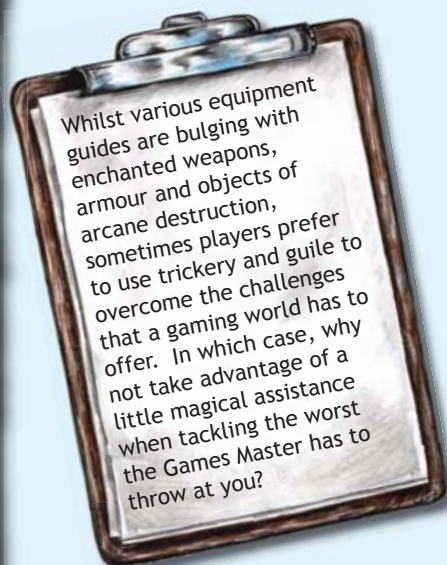 Whilst various equipment
guides are bulging with
enchanted weapons,
armour and objects of
arcane destruction,
sometimes players prefer
to use trickery and guile to
overcome the challenges
that a gaming world has to
offer.  In which case, why
not take advantage of a
little magical assistance
when tackling the worst
the Games Master has to
throw at you?